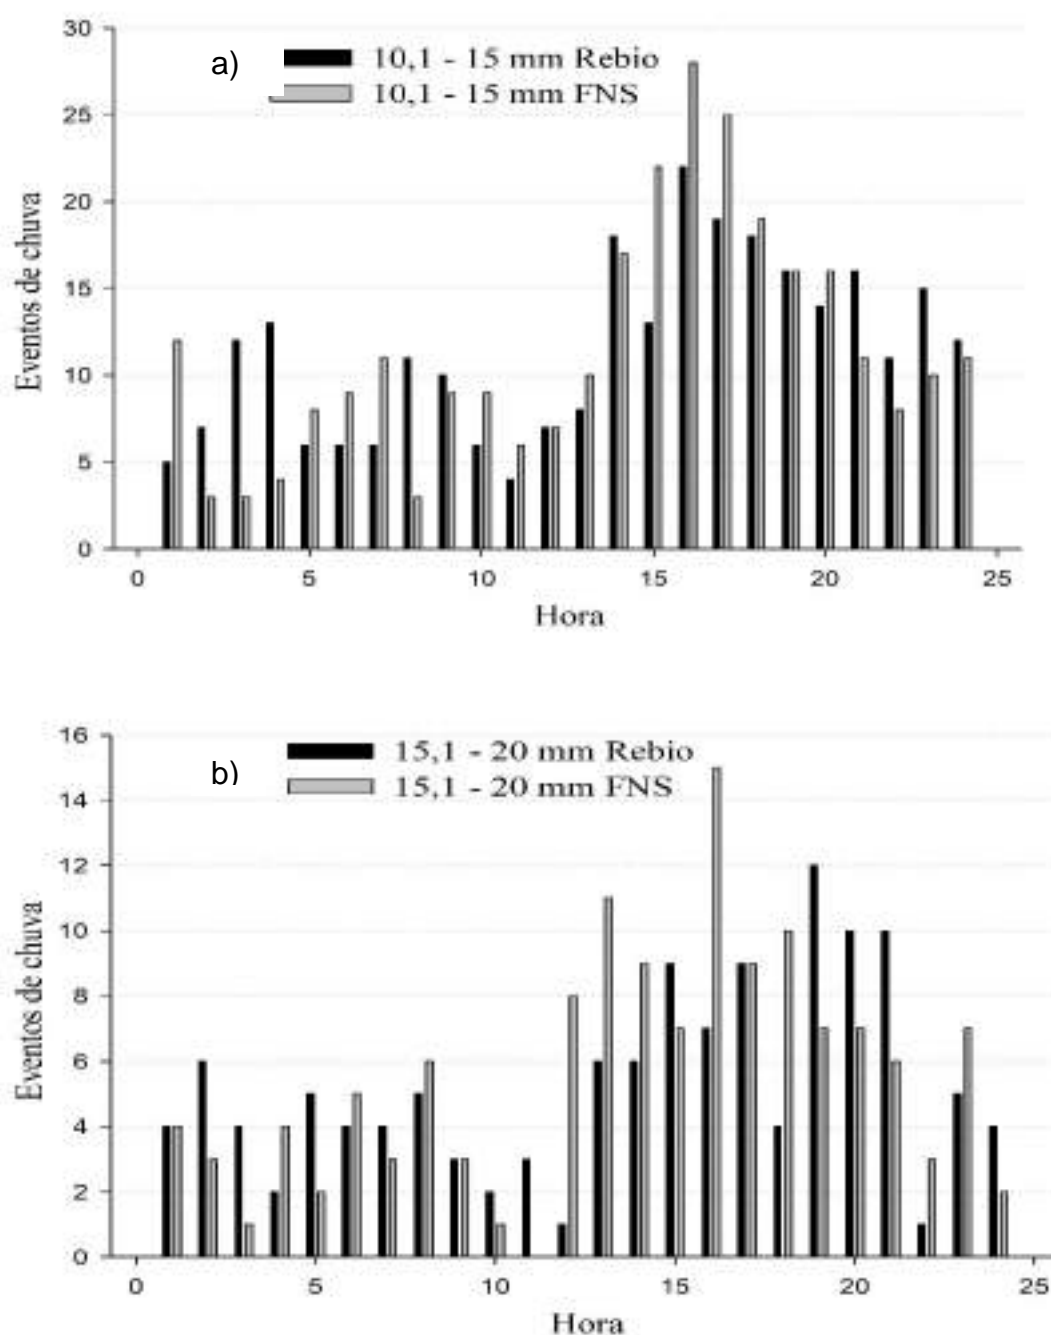 30
a)
10,1 - 15 mm Rebio
10,1 - 15 mm FNS
25
20
15
10
5
0
Eventos de chuva
0 5 10 15 20 25
Hora
16
b)
15,1 - 20 mm Rebio
15,1 - 20 mm FNS
14
12
10
8
6
4
2
0
Eventos de chuva
0 5 10 15 20 25
Hora